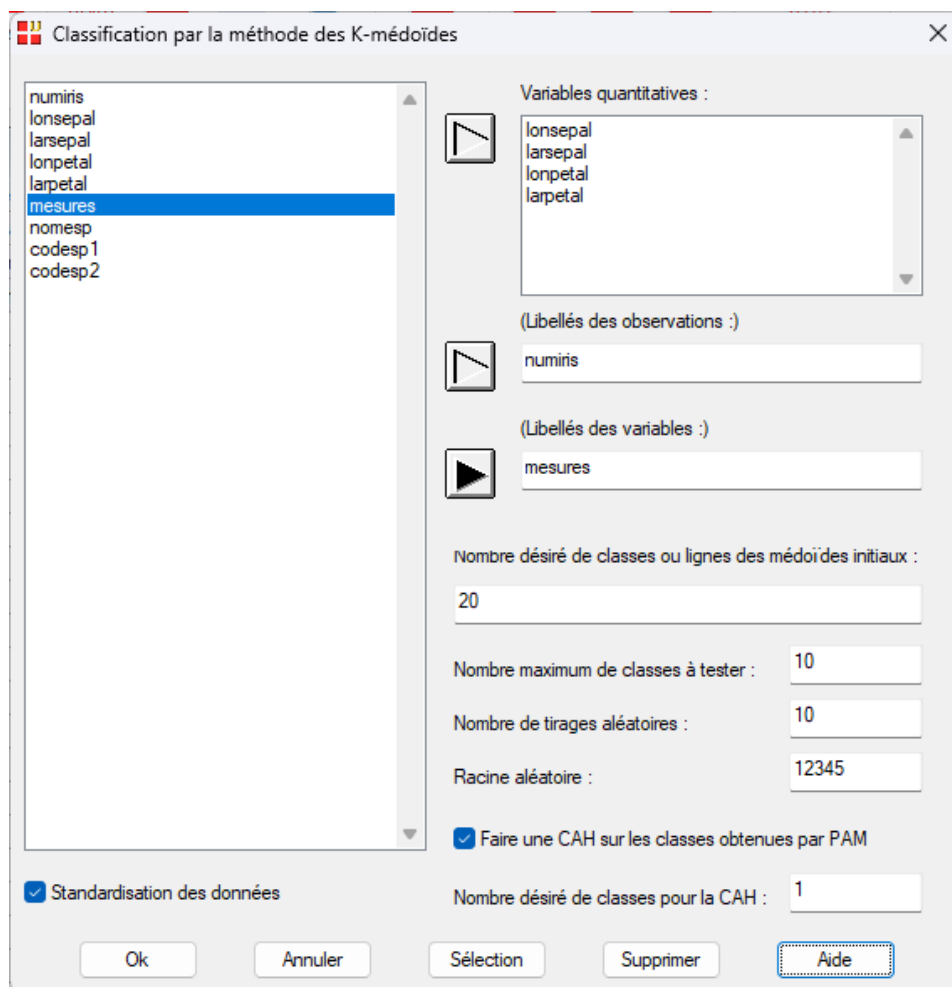 Classification par la méthode des K-médoïdes
numiris
lonsepal
larsepal
lonpetal
larpetal
mesures
nomesp
codesp1
codesp2
Standardisation des données
Variables quantitatives :
lonsepal
larsepal
lonpetal
larpetal
(Libellés des observations :)
numiris
(Libellés des variables :)
mesures
Nombre désiré de classes ou lignes des médoïdes initiaux :
20
Nombre maximum de classes à tester : 10
Nombre de tirages aléatoires : 10
Racine aléatoire : 12345
Faire une CAH sur les classes obtenues par PAM
Nombre désiré de classes pour la CAH : 1
Ok Annuler Sélection Supprimer Aide